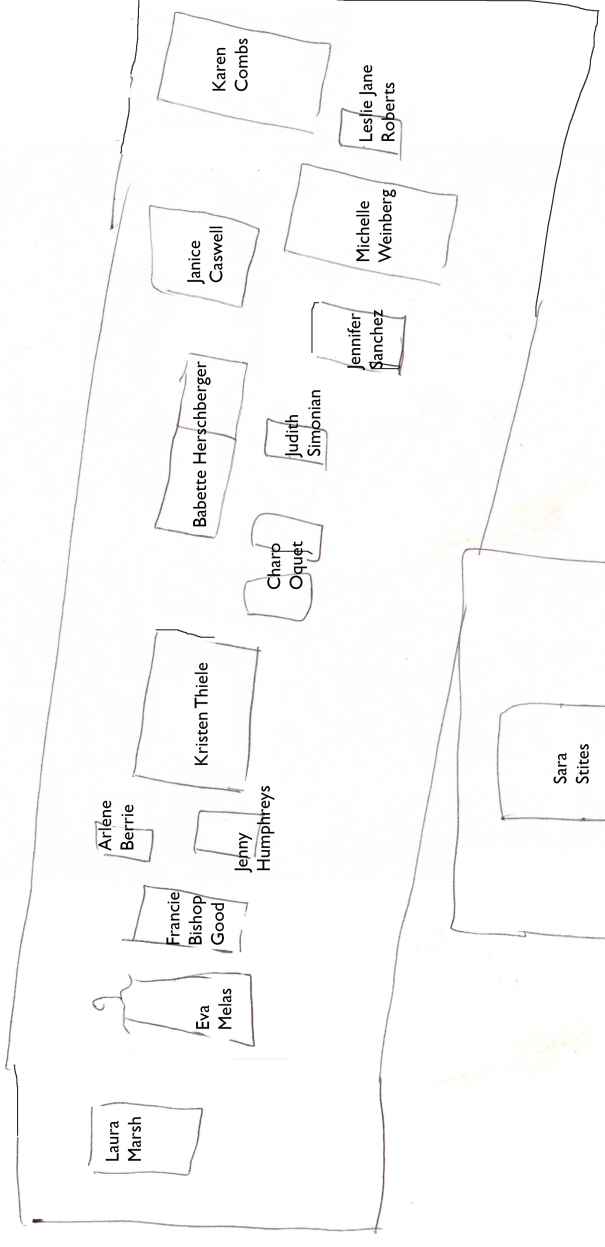 Laura
Marsh
Eva
Melas
Francie
Bishop
Good
Arlene
Berrie
Jenny
Humphreys
Kristen Thiele
Charo
Oquet
Babette Herschberger
Judith
Simonian
Janice
Caswell
Jennifer
Sanchez
Michelle
Weinberg
Karen
Combs
Leslie Jane
Roberts
Sara
Stites